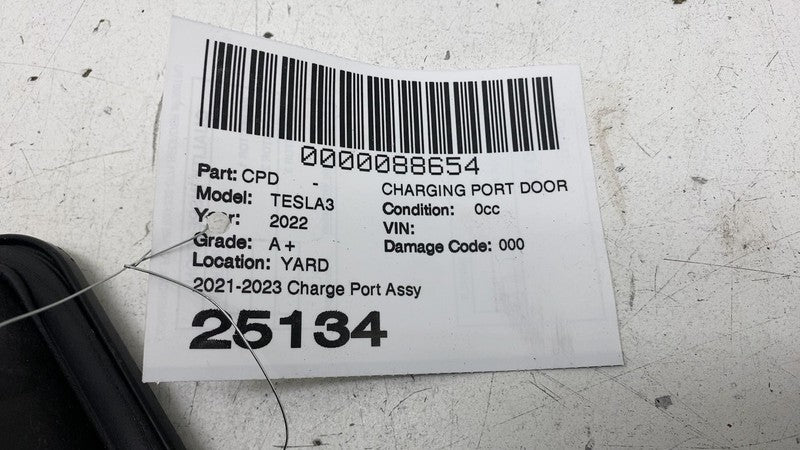 0000088654
Part: CPD - CHARGING PORT DOOR
Model: TESLA3 Condition: 0cc
Year: 2022 VIN:
Grade: A+ Damage Code: 000
Location: YARD
2021-2023 Charge Port Assy
25134